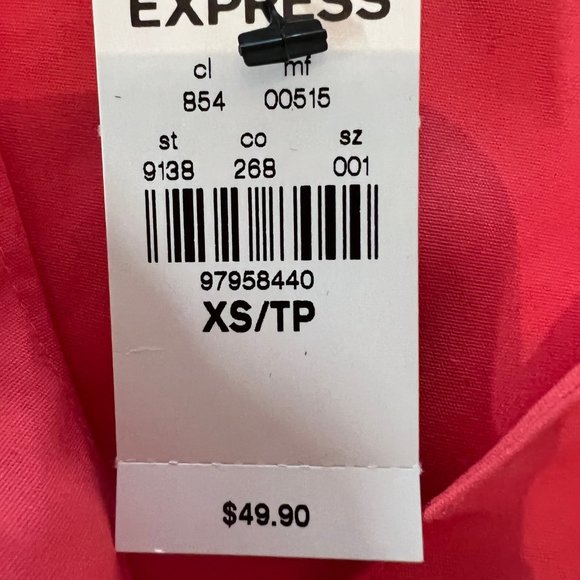 EXPRESS
cl mf
854 00515
st co sz
9138 268 001
97958440
XS/TP
$49.90